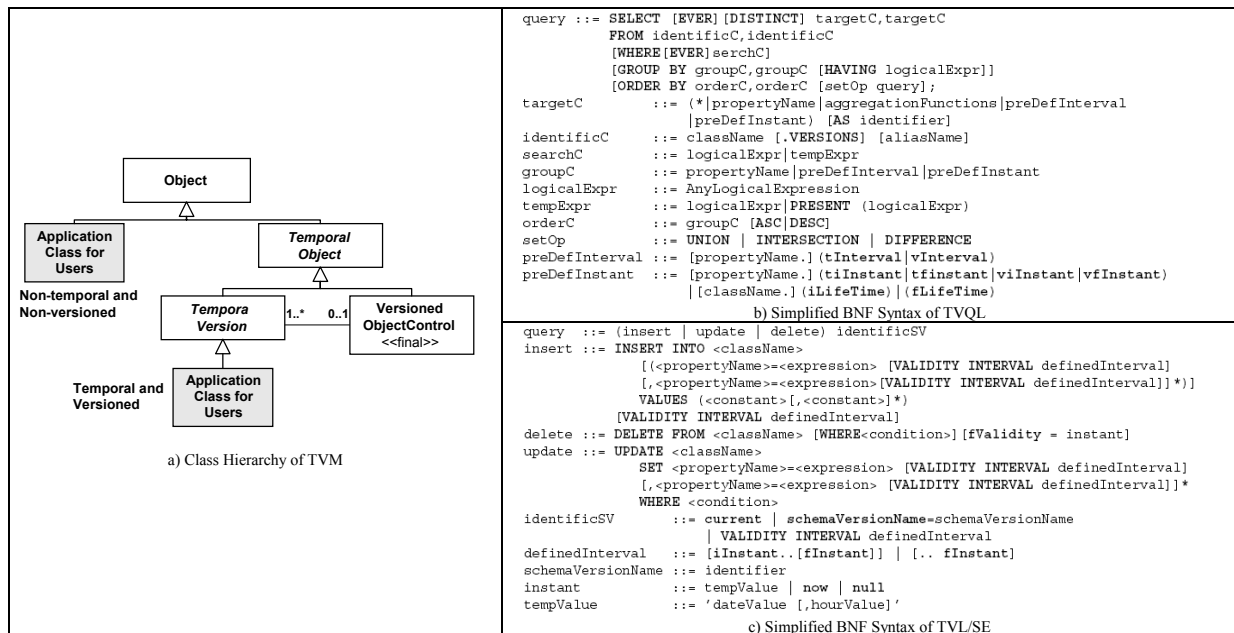 Object
Application
Class for
Users
Temporal
Object
Non-temporal and
Non-versioned
Tempora
Version
1..*
0..1
Versioned
ObjectControl
<<final>>
Temporal and
Versioned
Application
Class for
Users
a) Class Hierarchy of TVM
query ::= SELECT [EVER][DISTINCT] targetC,targetC
FROM identificC,identificC
[WHERE[EVER]serchC]
[GROUP BY groupC,groupC [HAVING logicalExpr]]
[ORDER BY orderC,orderC [setOp query];
targetC ::= (*|propertyName|aggregationFunctions|preDefInterval
|preDefInstant) [AS identifier]
identificC ::= className [.VERSIONS] [aliasName]
searchC ::= logicalExpr|tempExpr
groupC ::= propertyName|preDefInterval|preDefInstant
logicalExpr ::= AnyLogicalExpression
tempExpr ::= logicalExpr|PRESENT (logicalExpr)
orderC ::= groupC [ASC|DESC]
setOp ::= UNION | INTERSECTION | DIFFERENCE
preDefInterval ::= [propertyName.](tInterval|vInterval)
preDefInstant ::= [propertyName.](tiInstant|tfinstant|viInstant|vfInstant)
|[className.](iLifeTime)|(fLifeTime)
b) Simplified BNF Syntax of TVQL
query ::= (insert | update | delete) identificSV
insert ::= INSERT INTO <className>
[(<propertyName>=<expression> [VALIDITY INTERVAL definedInterval]
[,<propertyName>=<expression>[VALIDITY INTERVAL definedInterval]]*)]
VALUES (<constant>[,<constant>]*)
[VALIDITY INTERVAL definedInterval]
delete ::= DELETE FROM <className> [WHERE<condition>][fValidity = instant]
update ::= UPDATE <className>
SET <propertyName>=<expression> [VALIDITY INTERVAL definedInterval]
[,<propertyName>=<expression> [VALIDITY INTERVAL definedInterval]]*
WHERE <condition>
identificSV ::= current | schemaVersionName=schemaVersionName
| VALIDITY INTERVAL definedInterval
definedInterval ::= [iInstant..[fInstant]] | [.. fInstant]
schemaVersionName ::= identifier
instant ::= tempValue | now | null
tempValue ::= ’dateValue [,hourValue]’
c) Simplified BNF Syntax of TVL/SE